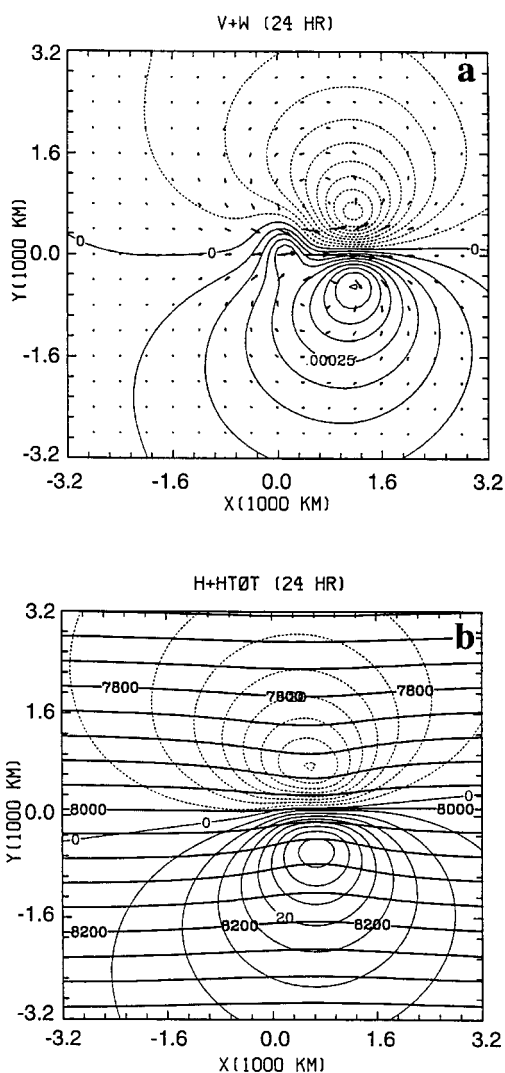 V+W (24 HR)
a
3.2
1.6
0.0
-1.6
-3.2
Y(1000 KM)
0
0
0
.00025
-3.2 -1.6 0.0 1.6 3.2
X(1000 KM)
H+HTØT (24 HR)
b
3.2
1.6
0.0
-1.6
-3.2
Y(1000 KM)
7800 7800
0
8000 8000
0 0
8200 20 8200
-3.2 -1.6 0.0 1.6 3.2
X(1000 KM)